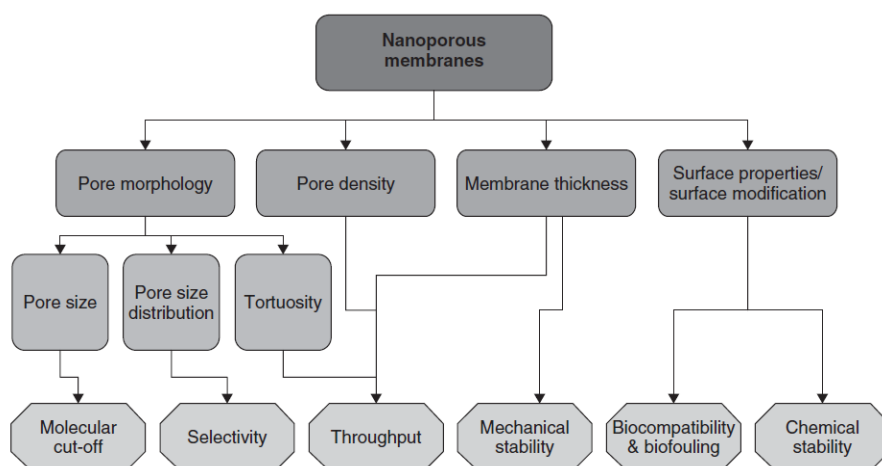 Nanoporous
membranes
Pore morphology
Pore density
Membrane thickness
Surface properties/
surface modification
Pore size
Pore size
distribution
Tortuosity
Molecular
cut-off
Selectivity
Throughput
Mechanical
stability
Biocompatibility
& biofouling
Chemical
stability